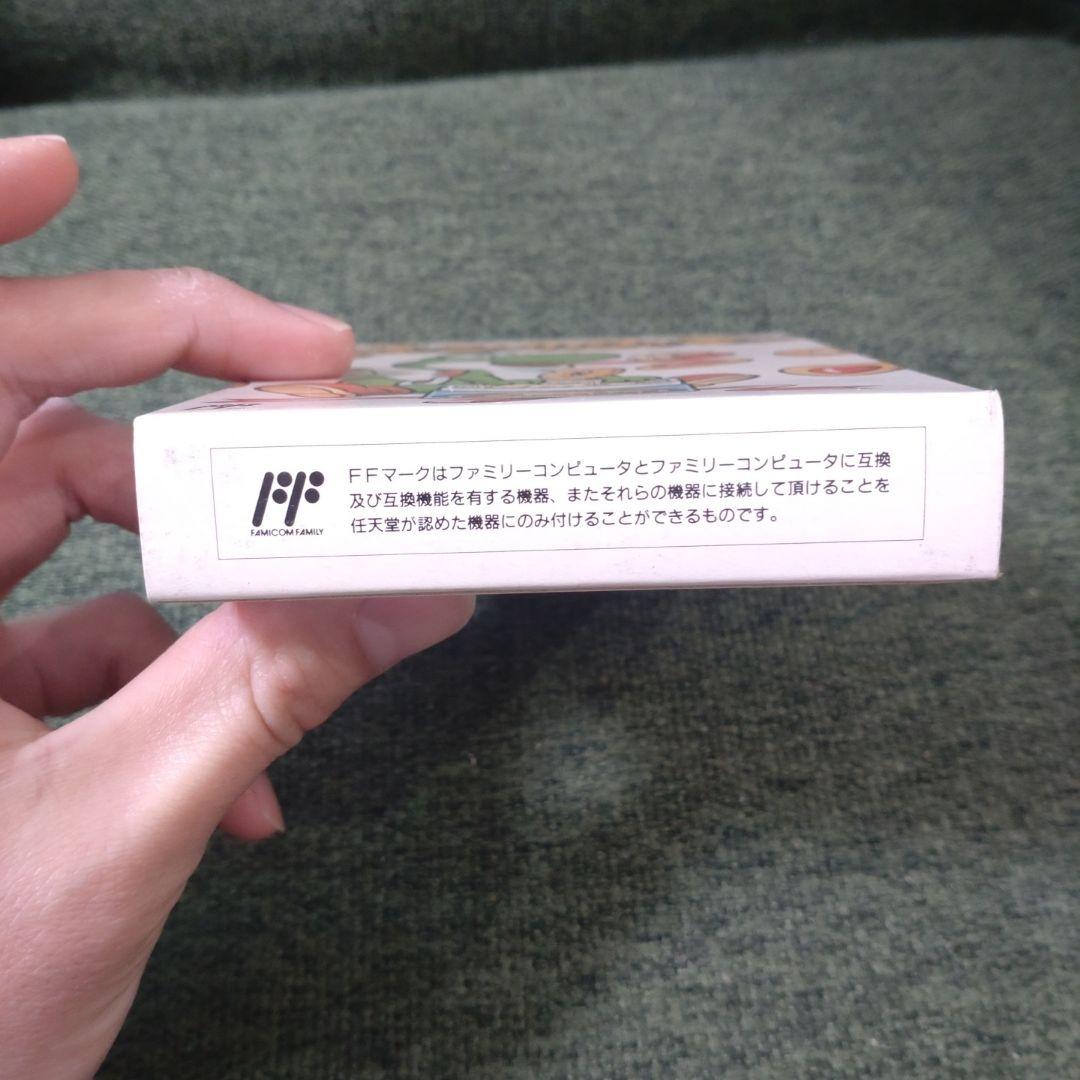 FFマークはファミリーコンピュータとファミリーコンピュータに互換
及び互換機能を有する機器、またそれらの機器に接続して頂けることを
任天堂が認めた機器にのみ付けることができるものです。
FF
FAMICOM FAMILY